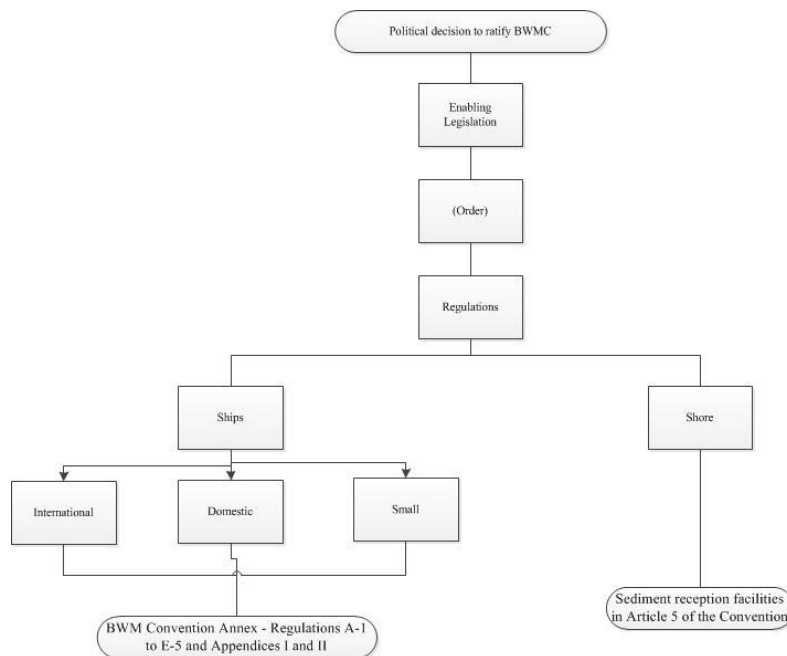 Political decision to ratify BWMC
Enabling
Legislation
(Order)
Regulations
Ships
Shore
International
Domestic
Small
BWM Convention Annex - Regulations A-1
to E-5 and Appendices I and II
Sediment reception facilities
in Article 5 of the Convention